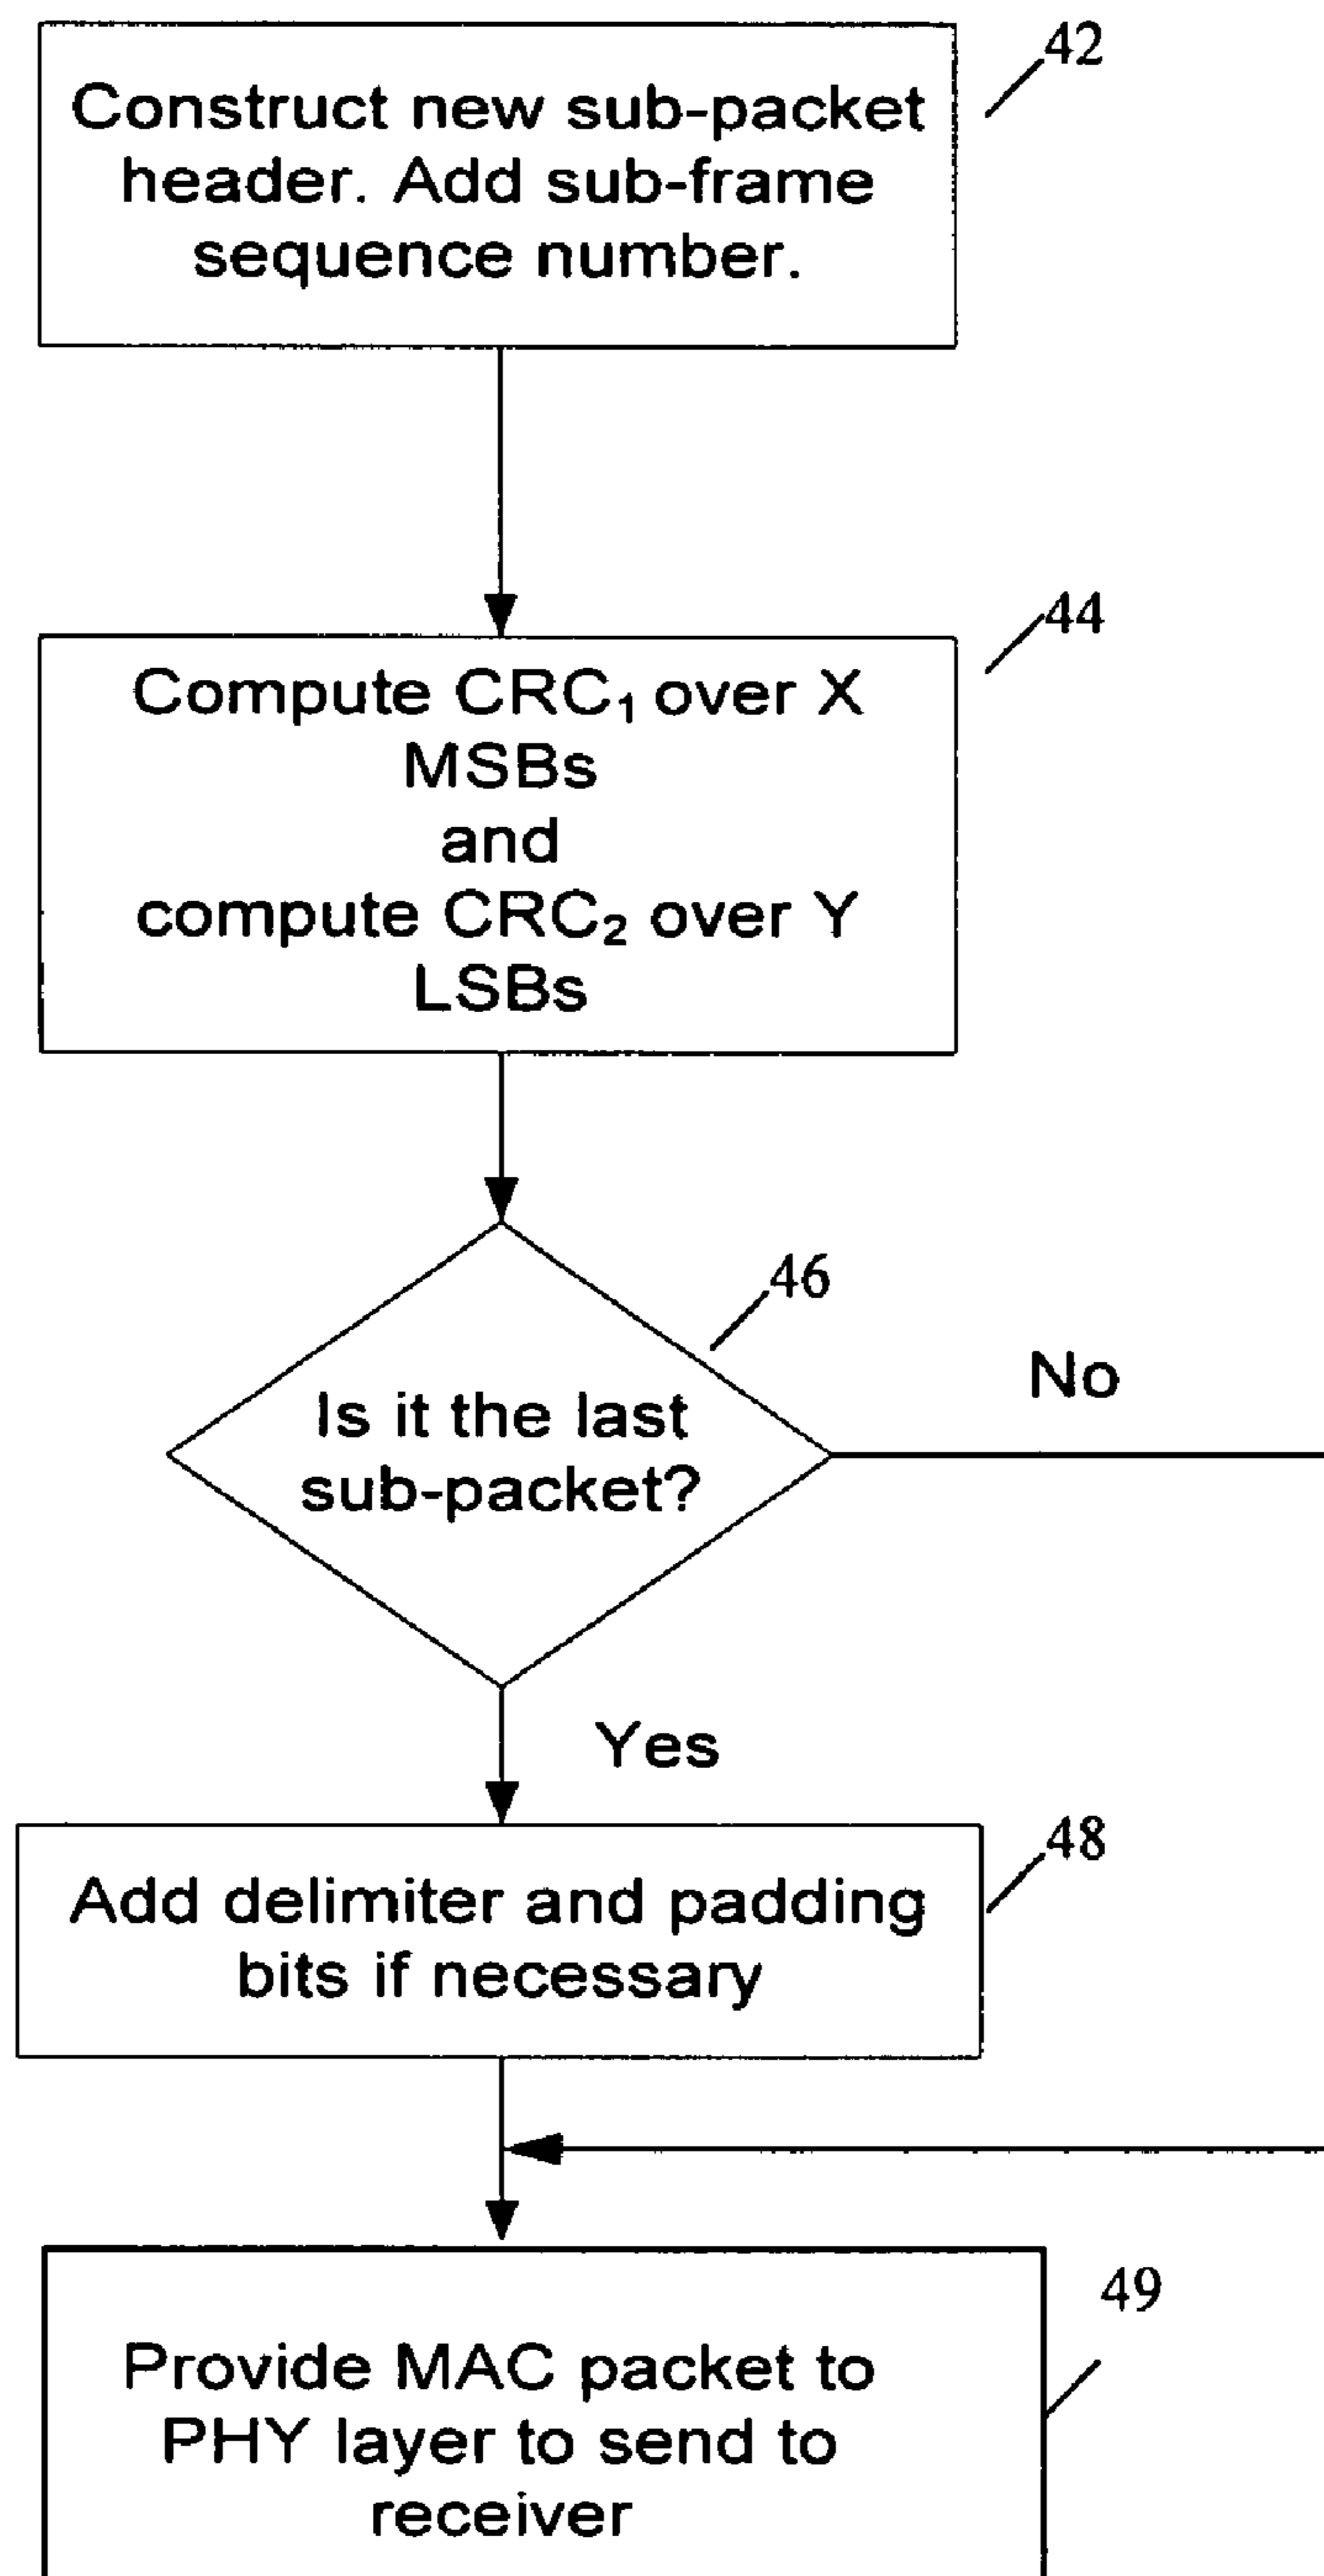 42
Construct new sub-packet
header. Add sub-frame
sequence number.
44
Compute CRC₁ over X
MSBs
and
compute CRC₂ over Y
LSBs
46
No
Is it the last
sub-packet?
Yes
48
Add delimiter and padding
bits if necessary
49
Provide MAC packet to
PHY layer to send to
receiver